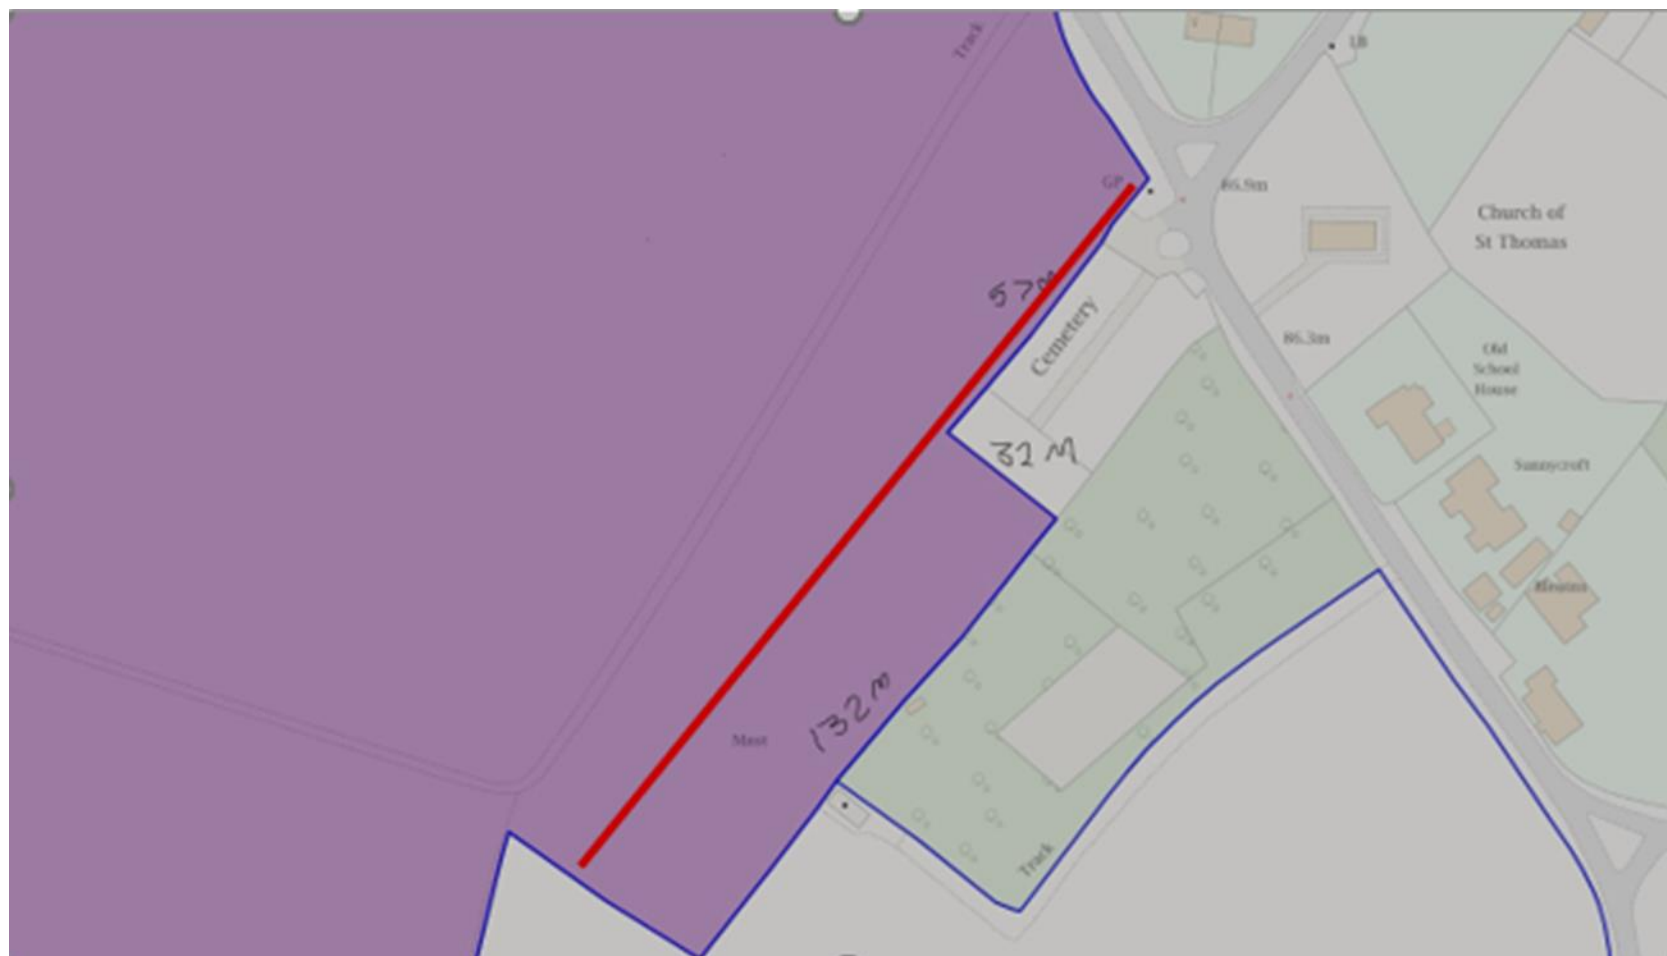 Track
LB
GP
86.9m
Church of
St Thomas
57m
Cemetery
86.3m
Old
School
House
32 M
Sunnycroft
Mast
132 m
Track